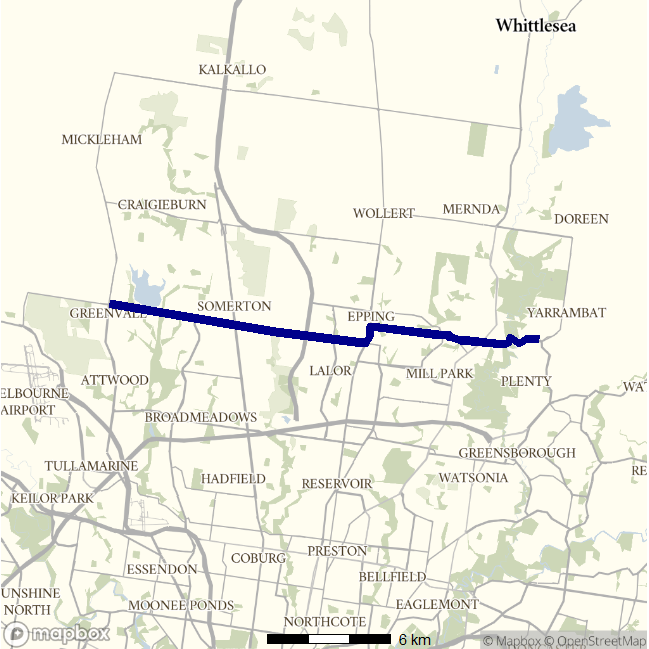 Whittlesea
KALKALLO
MICKLEHAM
CRAIGIEBURN
WOLLERT
MERNDA
DOREEN
SOMERTON
GREENVALE
EPPING
YARRAMBAT
LALOR
MILL PARK
PLENTY
ATTWOOD
ELBOURNE
AIRPORT
WAT
BROADMEADOWS
GREENSBOROUGH
TULLAMARINE
HADFIELD
RESERVOIR
WATSONIA
RE
KEILOR PARK
COBURG
PRESTON
ESSENDON
BELLFIELD
UNSHINE
NORTH
MOONEE PONDS
EAGLEMONT
NORTHCOTE
mapbox
6 km
© Mapbox © OpenStreetMap